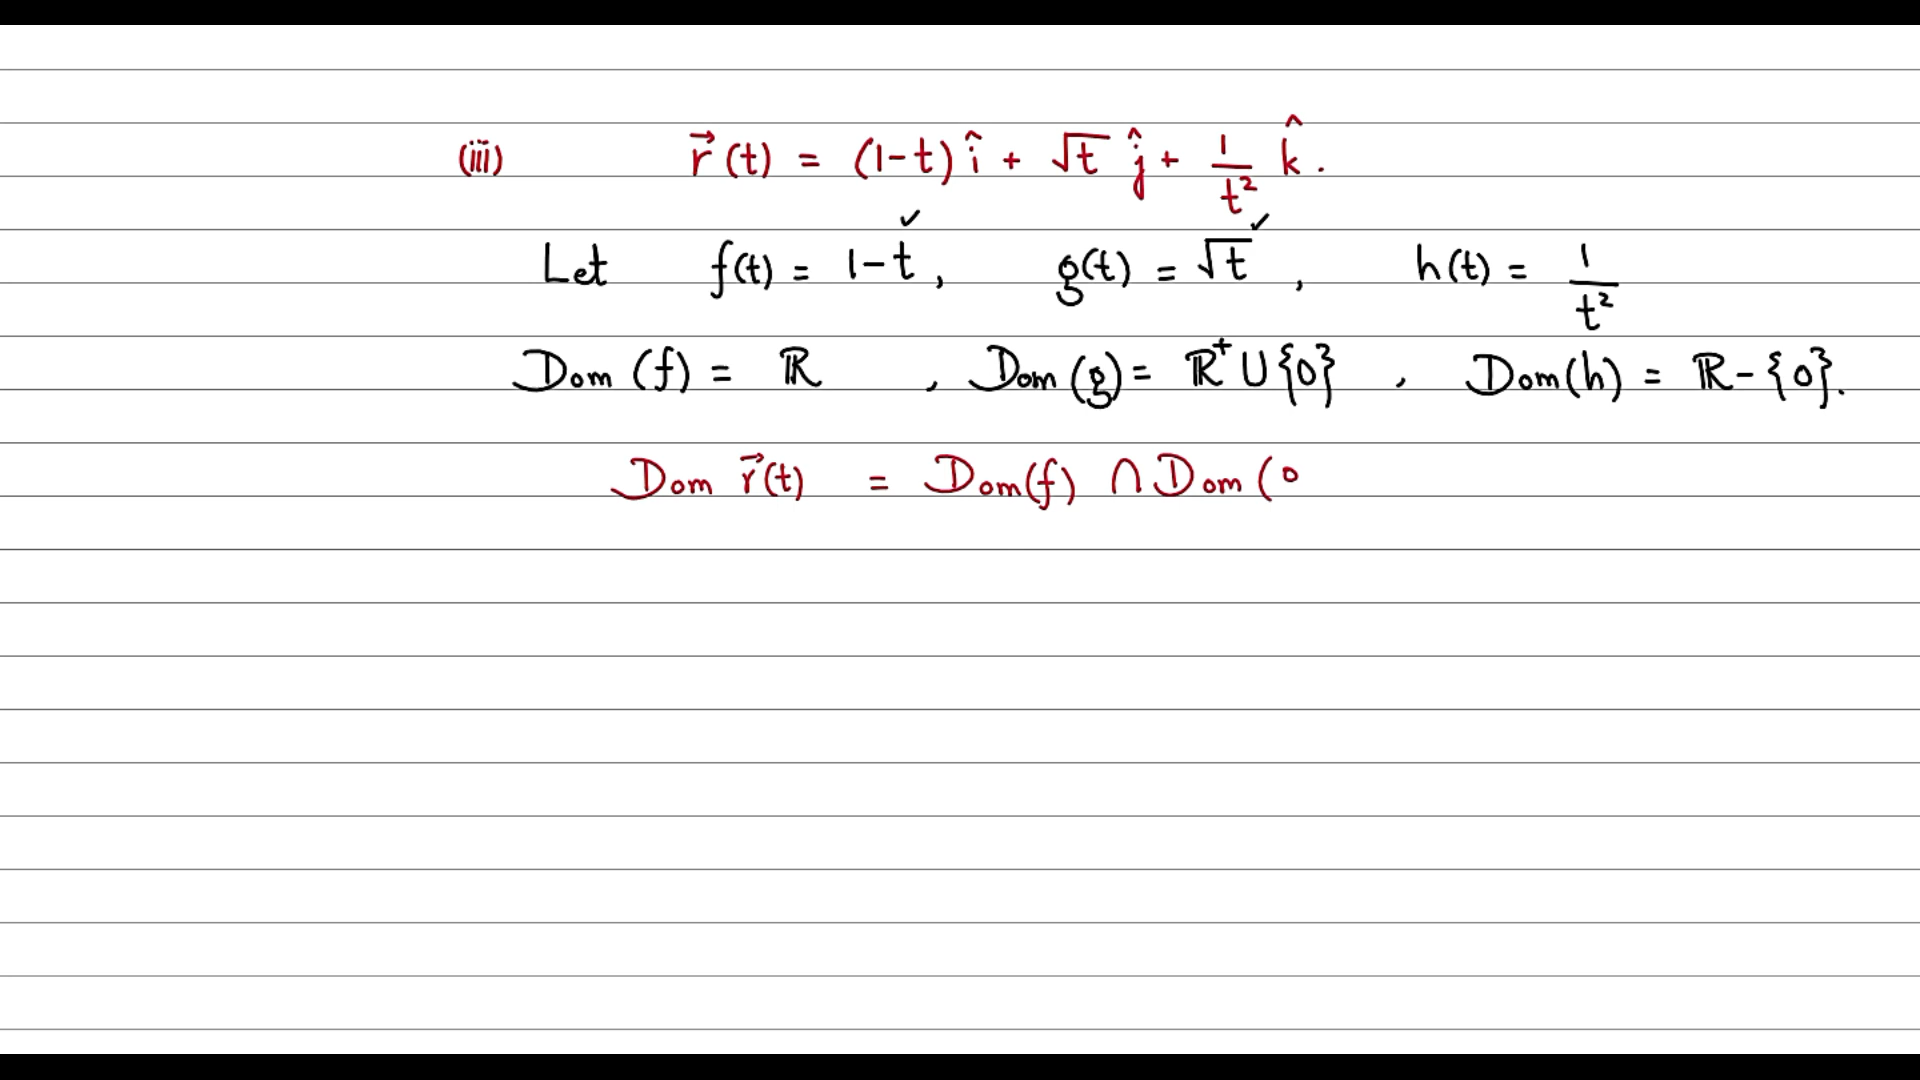 (iii) r⃗(t) = (1-t) î + √t ĵ + 1/t² k̂.
Let f(t) = 1-t, g(t) = √t, h(t) = 1/t²
Dom (f) = ℝ , Dom (g) = ℝ⁺ ∪ {0} , Dom(h) = ℝ - {0}.
Dom r⃗(t) = Dom(f) ∩ Dom (